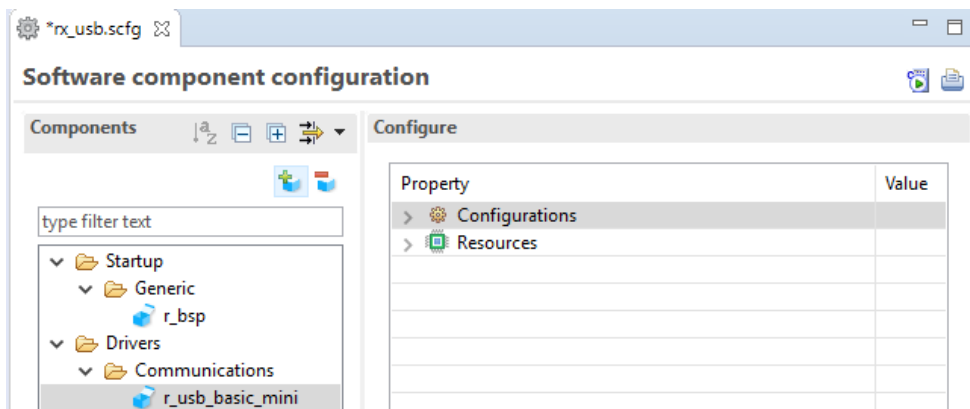 *rx_usb.scfg
Software component configuration
Components
Configure
type filter text
Startup
Generic
r_bsp
Drivers
Communications
r_usb_basic_mini
Property Value
Configurations
Resources